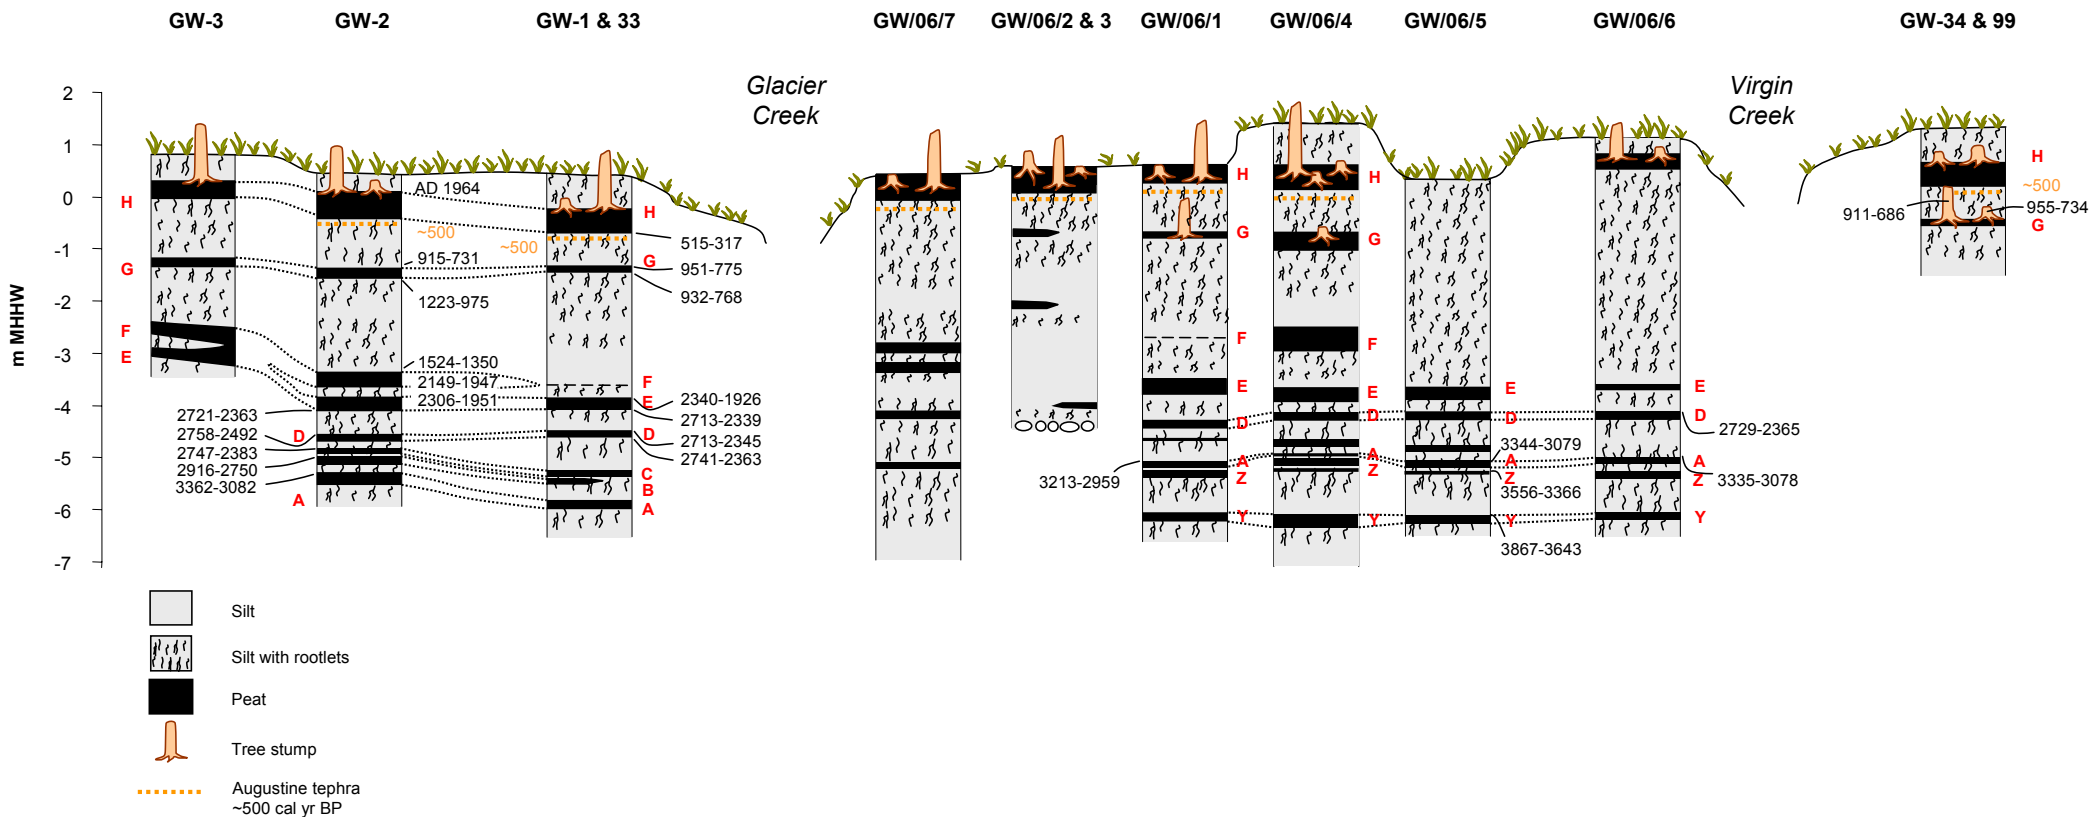 GW-3
GW-2
GW-1 & 33
GW/06/7
GW/06/2 & 3
GW/06/1
GW/06/4
GW/06/5
GW/06/6
GW-34 & 99
Glacier
Creek
Virgin
Creek
m MHHW
2
1
0
-1
-2
-3
-4
-5
-6
-7
H
G
F
E
AD 1964
~500
915-731
1223-975
1524-1350
2149-1947
2306-1951
2721-2363
2758-2492
2747-2383
2916-2750
3362-3082
D
A
~500
H
515-317
G
951-775
932-768
F
E
2340-1926
2713-2339
D
2713-2345
2741-2363
C
B
A
H
G
F
E
D
A
Z
Y
3213-2959
H
G
F
E
D
A
Z
Y
E
D
3344-3079
A
Z
3556-3366
Y
3867-3643
E
D
2729-2365
A
Z
3335-3078
Y
H
~500
911-686
955-734
G
Silt
Silt with rootlets
Peat
Tree stump
Augustine tephra
~500 cal yr BP